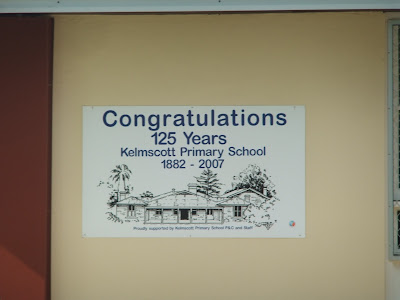 Congratulations
125 Years
Kelmscott Primary School
1882 - 2007
Proudly supported by Kelmscott Primary School P&C and Staff